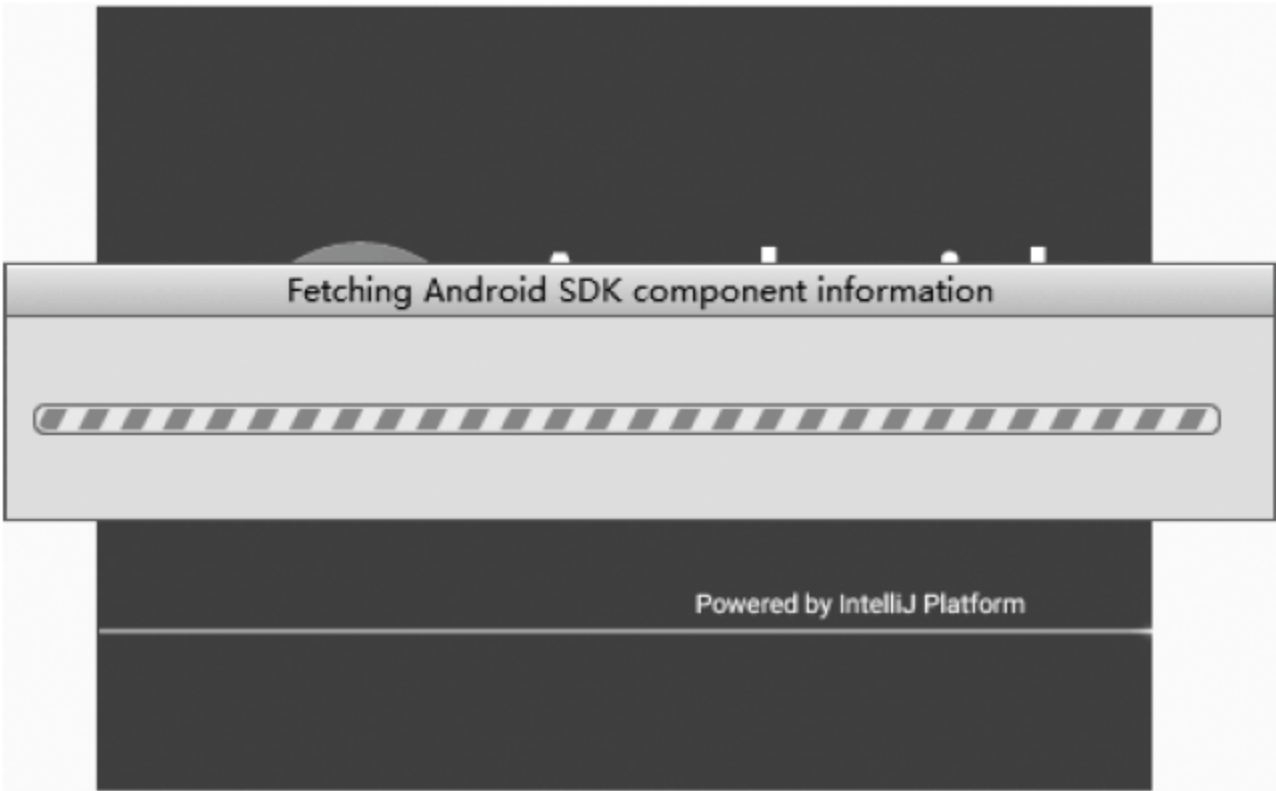 Fetching Android SDK component information
Powered by IntelliJ Platform